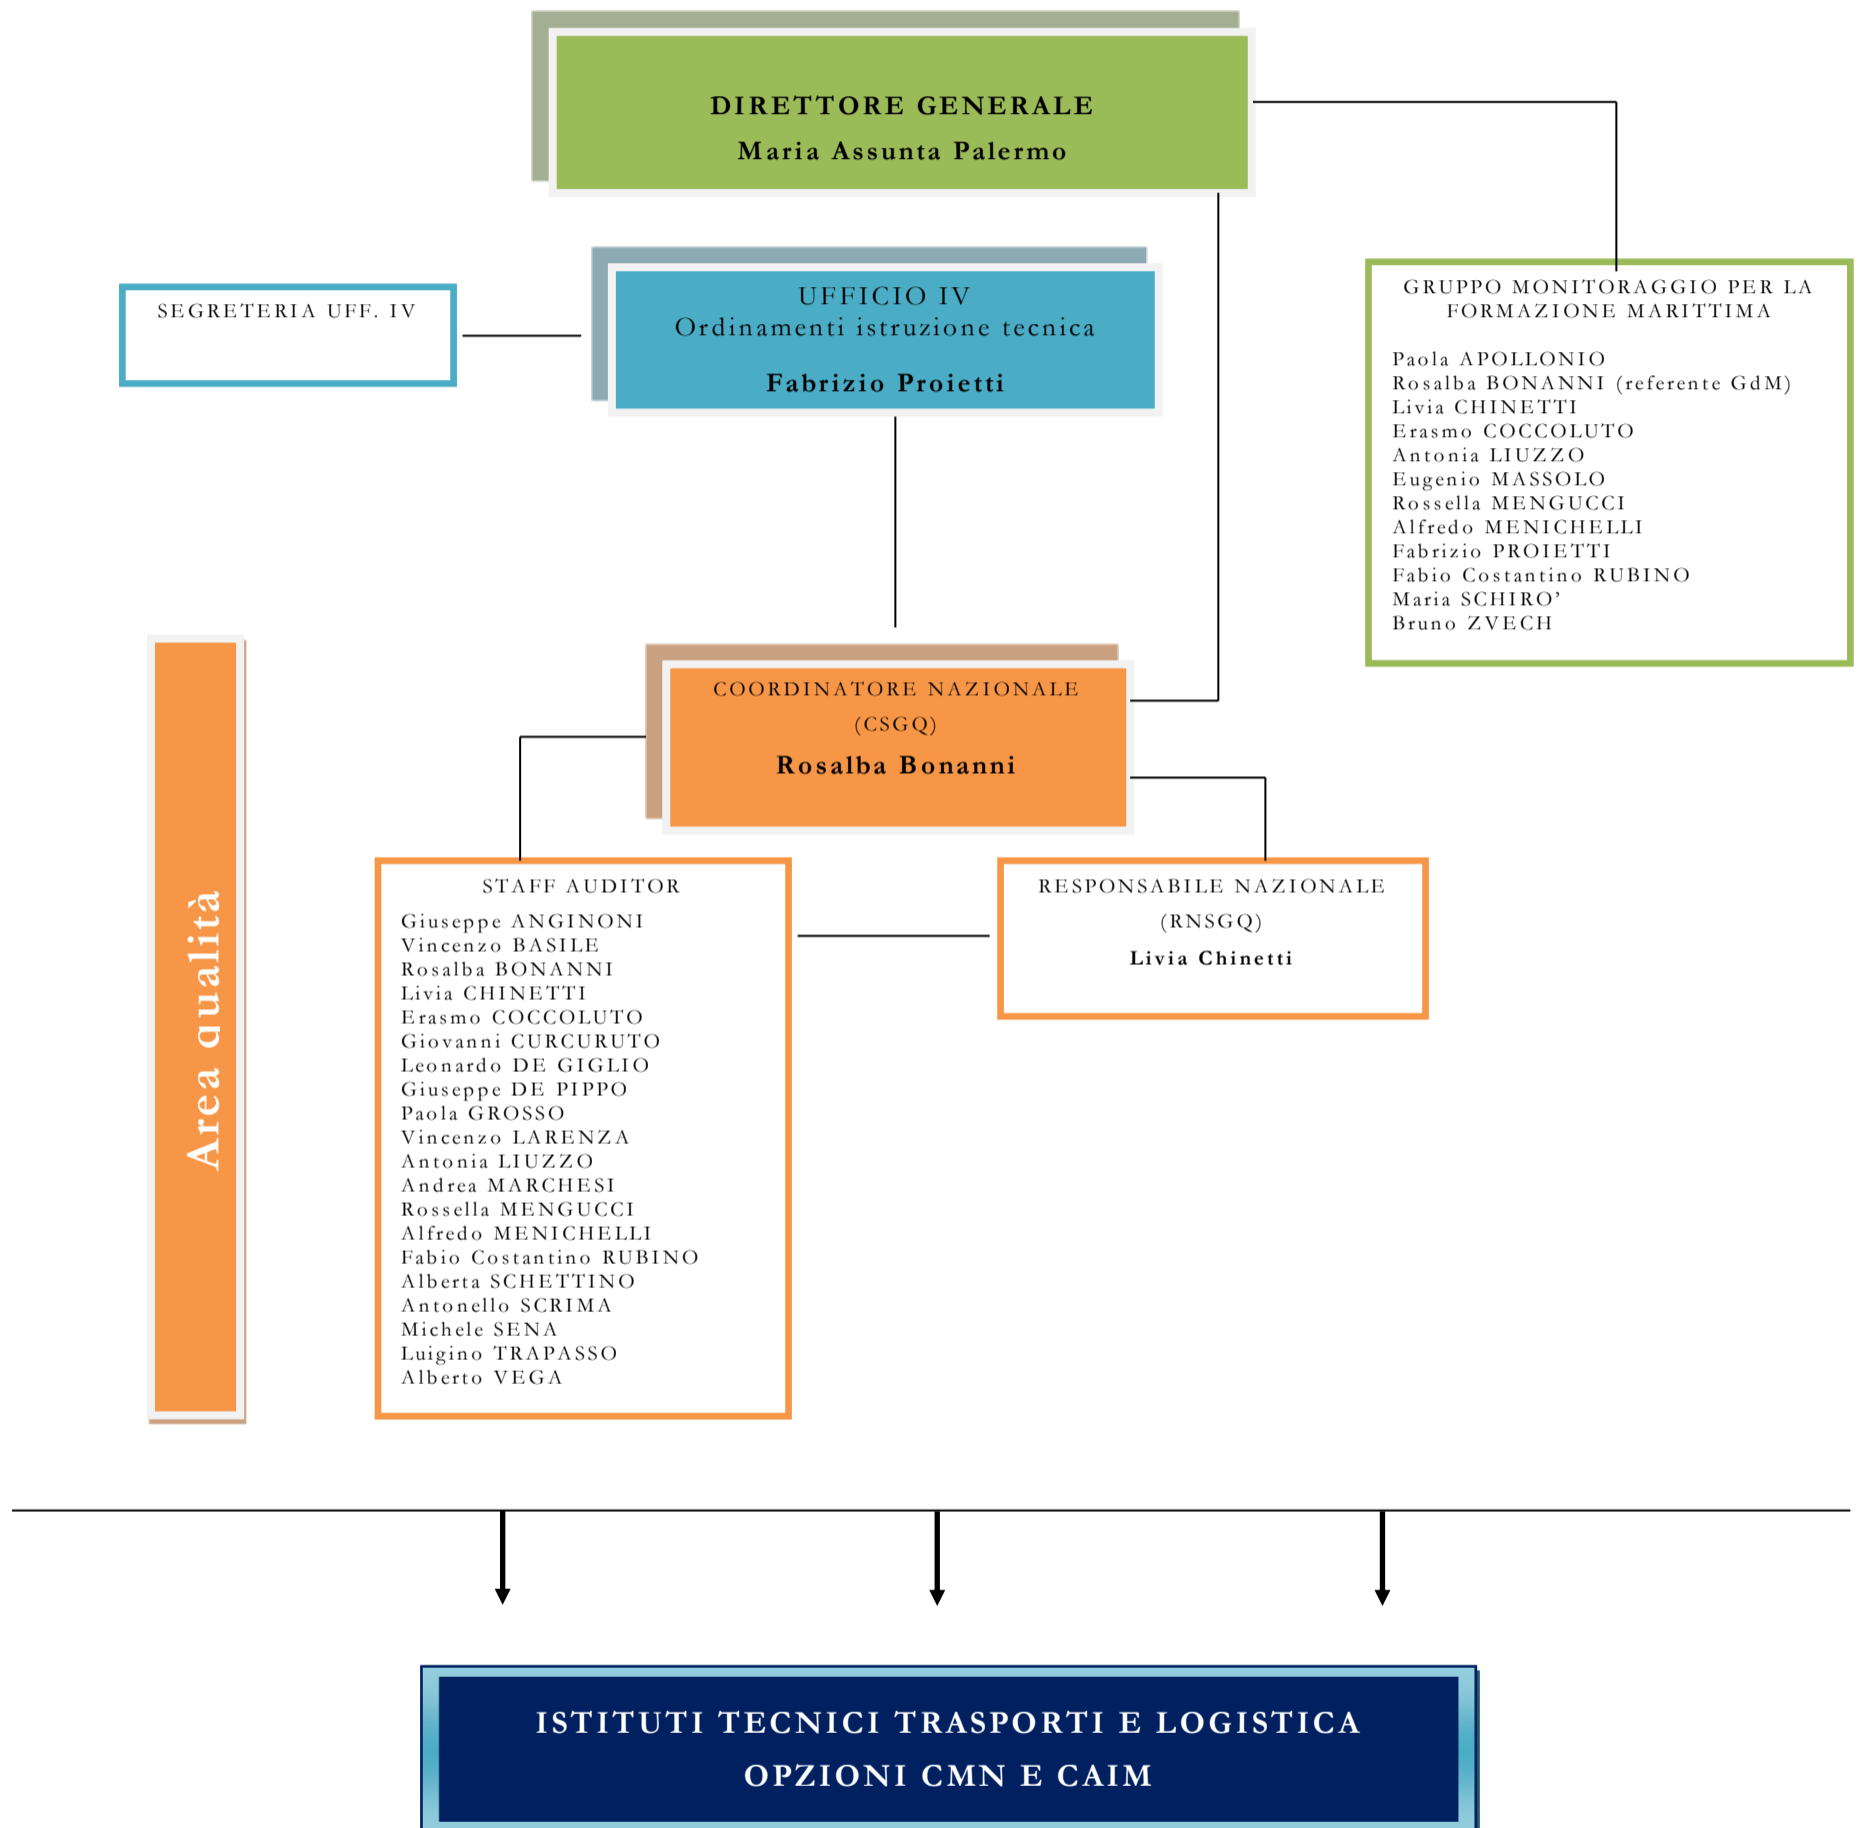 DIRETTORE GENERALE
Maria Assunta Palermo
SEGRETERIA UFF. IV
UFFICIO IV
Ordinamenti istruzione tecnica
Fabrizio Proietti
GRUPPO MONITORAGGIO PER LA
FORMAZIONE MARITTIMA
Paola APOLLONIO
Rosalba BONANNI (referente GdM)
Livia CHINETTI
Erasmo COCCOLUTO
Antonia LIUZZO
Eugenio MASSOLO
Rossella MENGUCCI
Alfredo MENICHELLI
Fabrizio PROIETTI
Fabio Costantino RUBINO
Maria SCHIRO’
Bruno ZVECH
Area qualità
COORDINATORE NAZIONALE
(CSGQ)
Rosalba Bonanni
STAFF AUDITOR
Giuseppe ANGINONI
Vincenzo BASILE
Rosalba BONANNI
Livia CHINETTI
Erasmo COCCOLUTO
Giovanni CURCURUTO
Leonardo DE GIGLIO
Giuseppe DE PIPPO
Paola GROSSO
Vincenzo LARENZA
Antonia LIUZZO
Andrea MARCHESI
Rossella MENGUCCI
Alfredo MENICHELLI
Fabio Costantino RUBINO
Alberta SCHETTINO
Antonello SCRIMA
Michele SENA
Luigino TRAPASSO
Alberto VEGA
RESPONSABILE NAZIONALE
(RNSGQ)
Livia Chinetti
ISTITUTI TECNICI TRASPORTI E LOGISTICA
OPZIONI CMN E CAIM